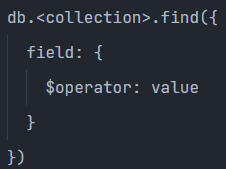 db.<collection>.find({
  field: {
    $operator: value
  }
})